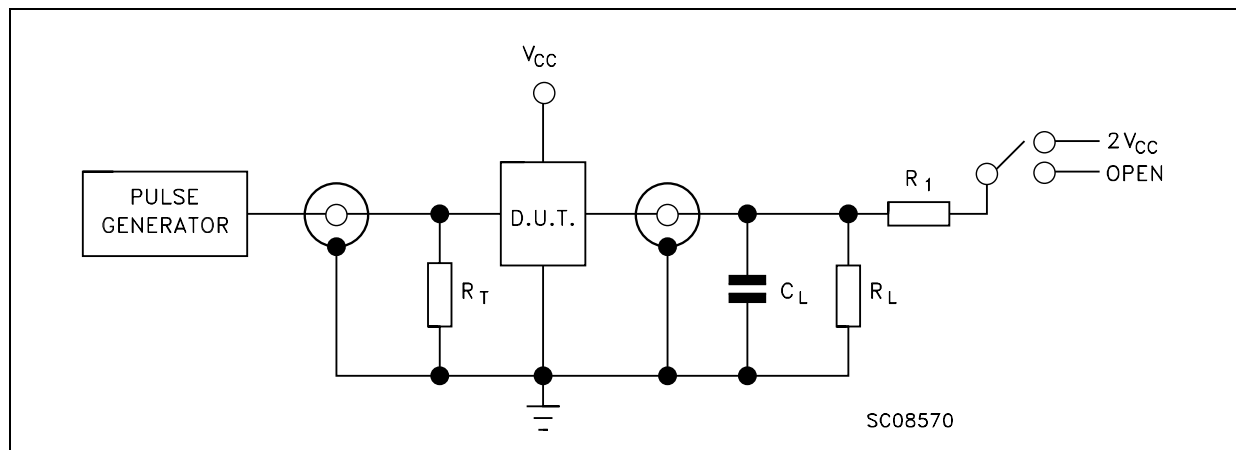 VCC
PULSE
GENERATOR
D.U.T.
RT
CL
RL
R1
2VCC
OPEN
SC08570